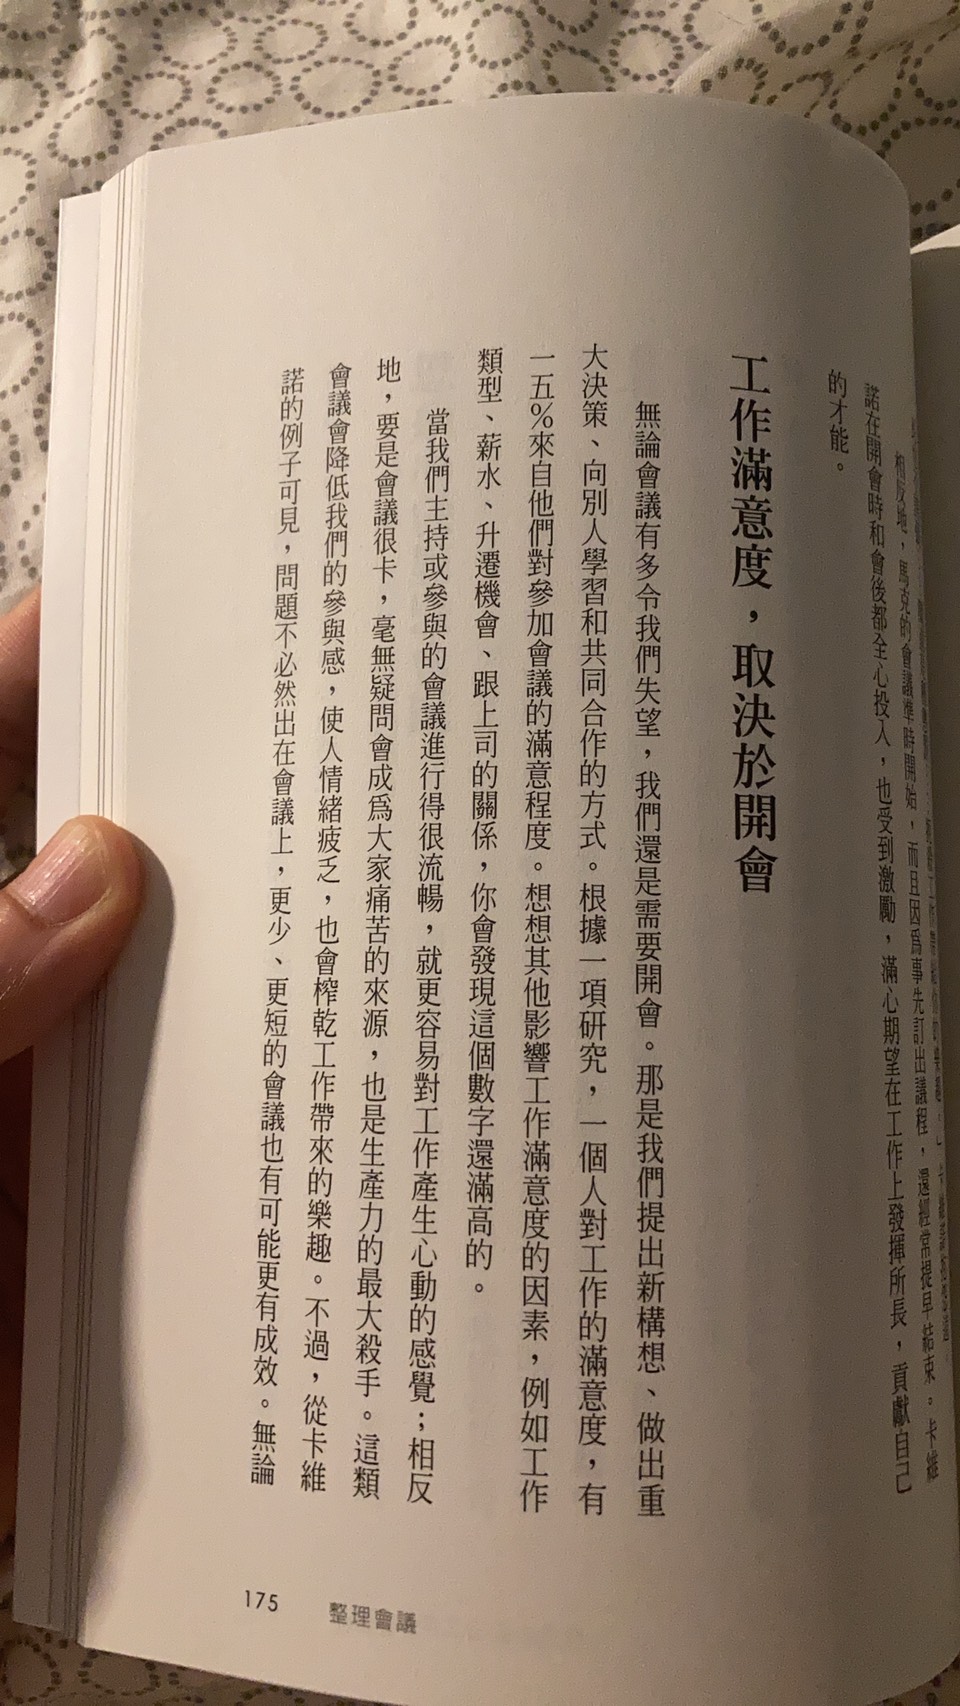 相反地，馬克的會議準時開始，而且因爲事先訂出議程，還經常提早結束。卡維
諾在開會時和會後都全心投入，也受到激勵，滿心期望在工作上發揮所長，貢獻自己
的才能。
工作滿意度，取決於開會
無論會議有多令我們失望，我們還是需要開會。那是我們提出新構想、做出重
大決策、向別人學習和共同合作的方式。根據一項研究，一個人對工作的滿意度，有
一五％來自他們對參加會議的滿意程度。想想其他影響工作滿意度的因素，例如工作
類型、薪水、升遷機會、跟上司的關係，你會發現這個數字還滿高的。
當我們主持或參與的會議進行得很流暢，就更容易對工作產生心動的感覺；相反
地，要是會議很卡，毫無疑問會成爲大家痛苦的來源，也是生產力的最大殺手。這類
會議會降低我們的參與感，使人情緒疲乏，也會榨乾工作帶來的樂趣。不過，從卡維
諾的例子可見，問題不必然出在會議上，更少、更短的會議也有可能更有成效。無論
175
整理會議